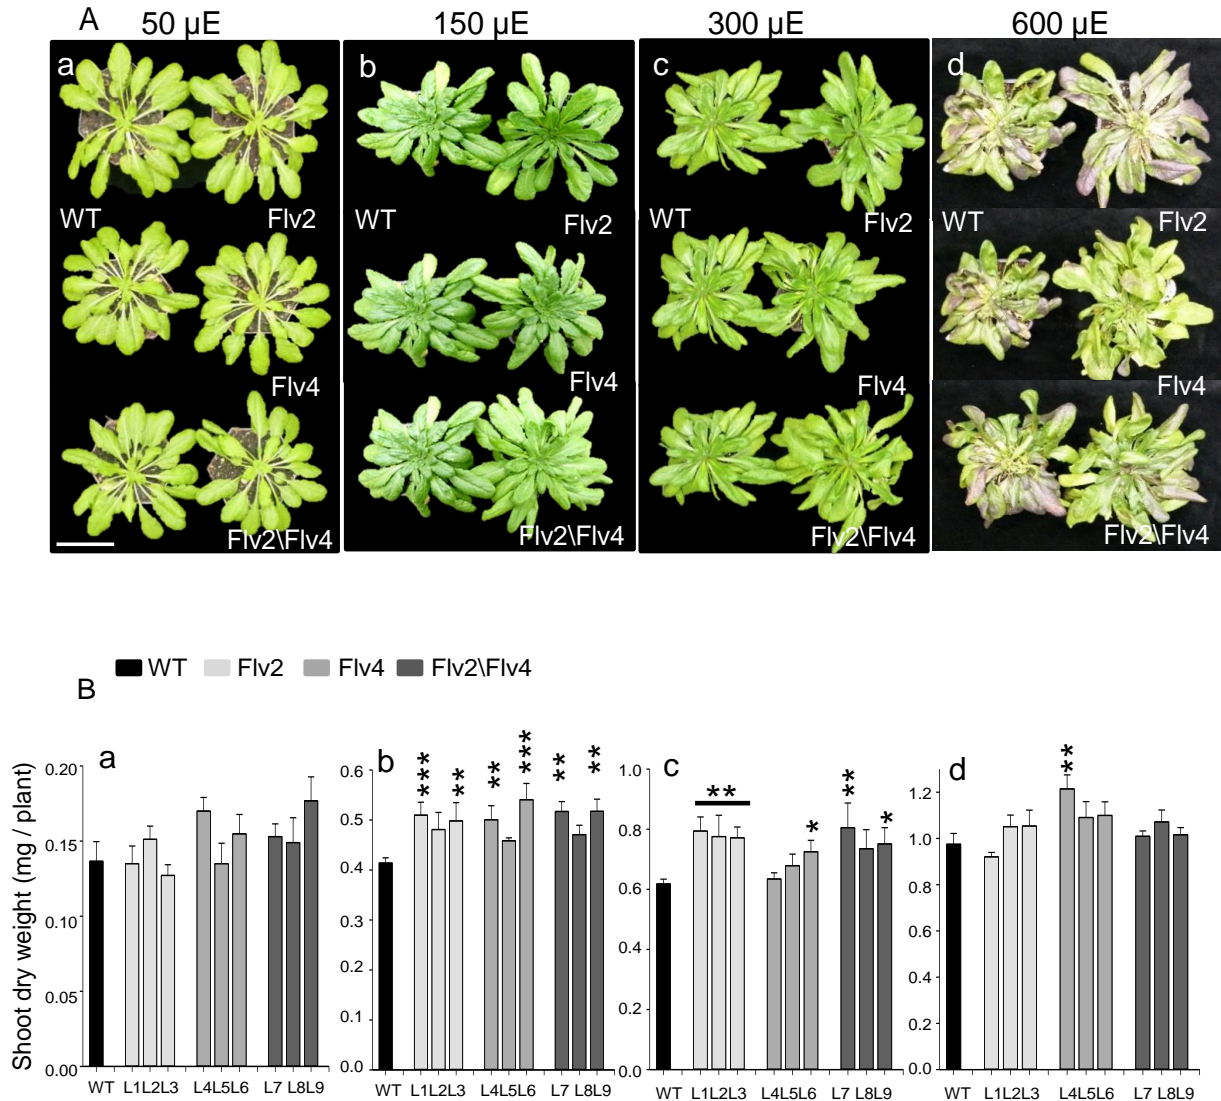 A
50 µE 150 µE 300 µE 600 µE
a b c d
WT Flv2 WT Flv2 WT Flv2 WT Flv2
Flv4 Flv4 Flv4 Flv4
Flv2\Flv4 Flv2\Flv4 Flv2\Flv4 Flv2\Flv4
WT Flv2 Flv4 Flv2\Flv4
B
Shoot dry weight (mg / plant)
a
0.20
0.15
0.10
0.05
0.00
WT L1L2L3 L4L5L6 L7 L8L9
b
*** ** ** *** ** **
0.6
0.5
0.4
0.3
0.2
0.1
0.0
WT L1L2L3 L4L5L6 L7 L8L9
c
** * ** *
1.0
0.8
0.6
0.4
0.2
0.0
WT L1L2L3 L4L5L6 L7 L8L9
d
**
1.2
1.0
0.8
0.6
0.4
0.2
0.0
WT L1L2L3 L4L5L6 L7 L8L9